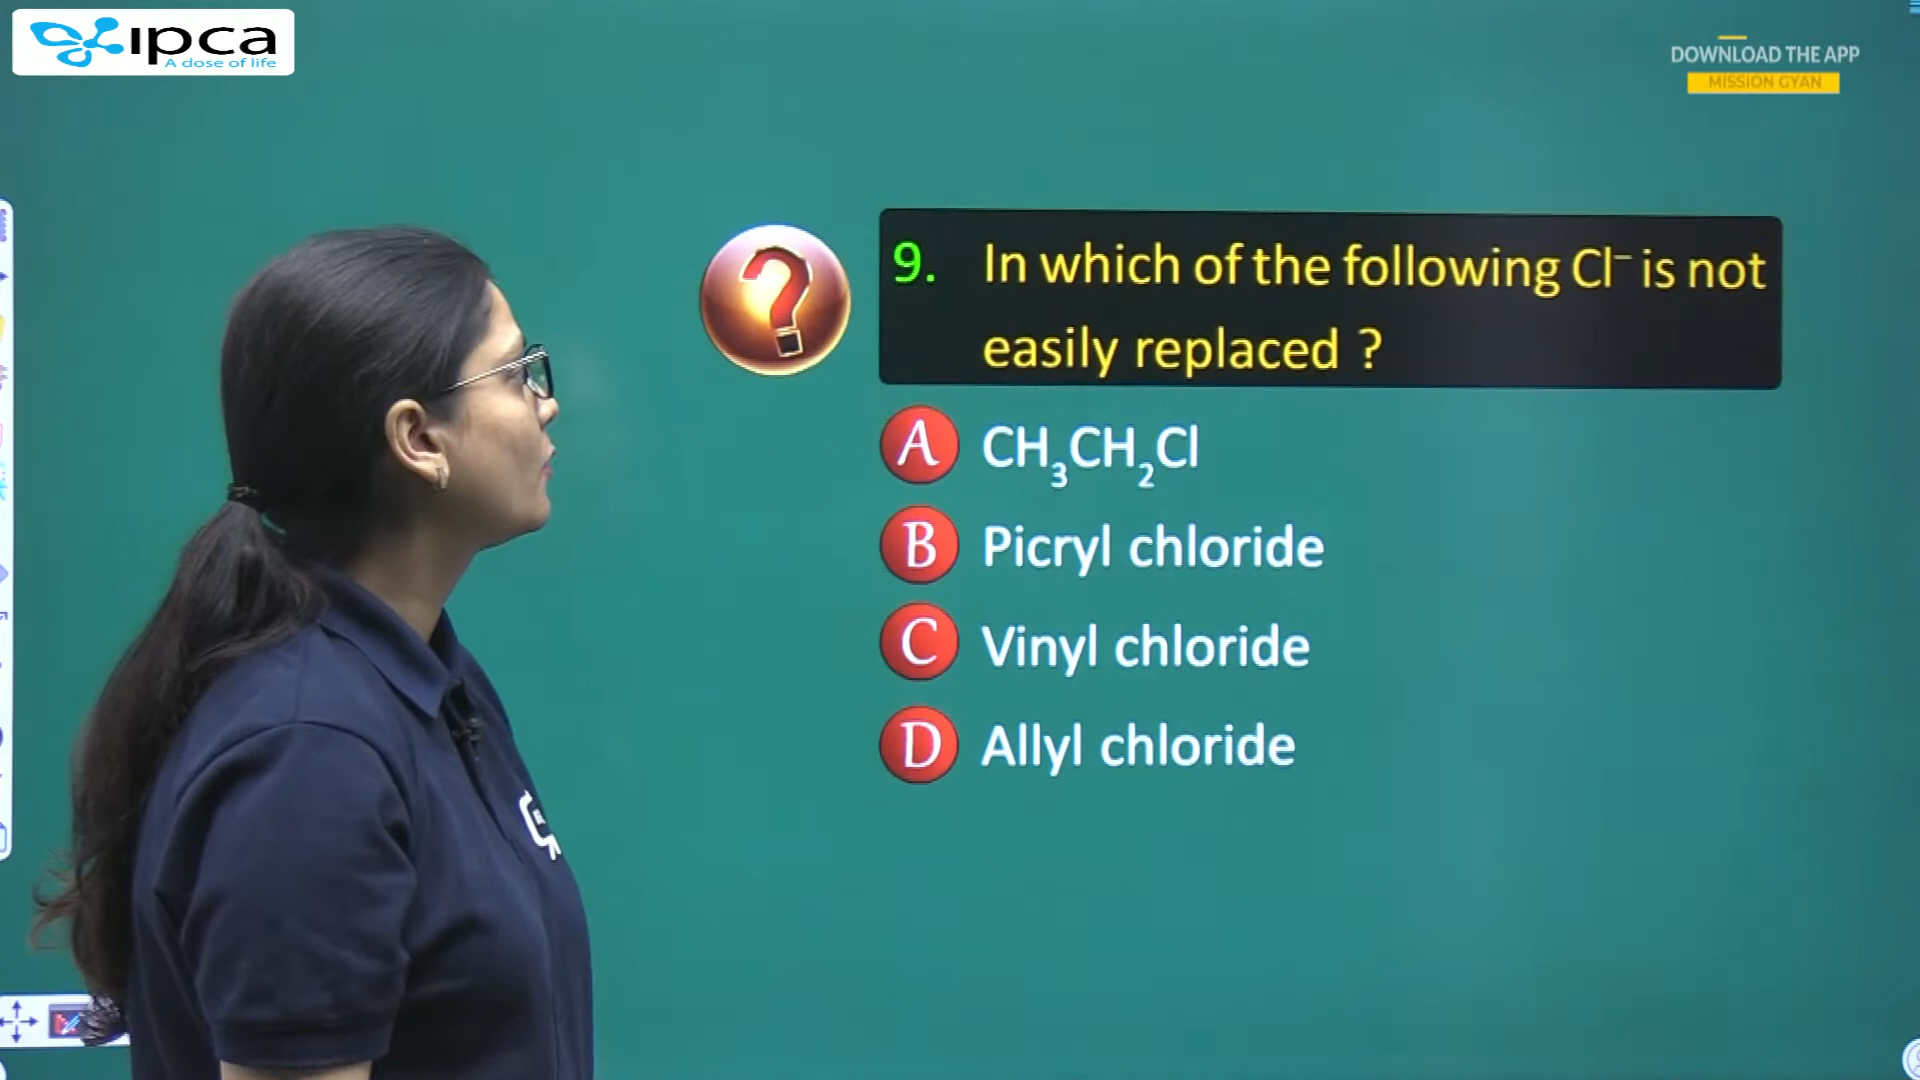 ipca
A dose of life
DOWNLOAD THE APP
MISSION GYAN
9. In which of the following Cl⁻ is not
easily replaced ?
A CH₃CH₂Cl
B Picryl chloride
C Vinyl chloride
D Allyl chloride